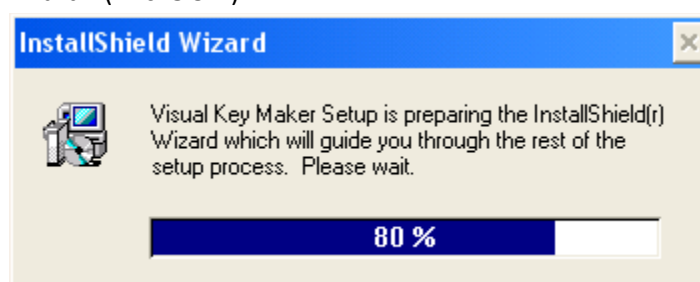 InstallShield Wizard
Visual Key Maker Setup is preparing the InstallShield(r)
Wizard which will guide you through the rest of the
setup process.  Please wait.
80 %